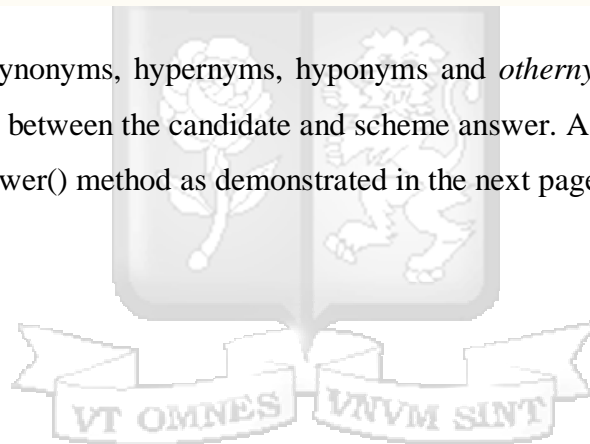 ynonyms, hypernyms, hyponyms and otherny
between the candidate and scheme answer. A
wer() method as demonstrated in the next page
VT OMNES VNVM SINT